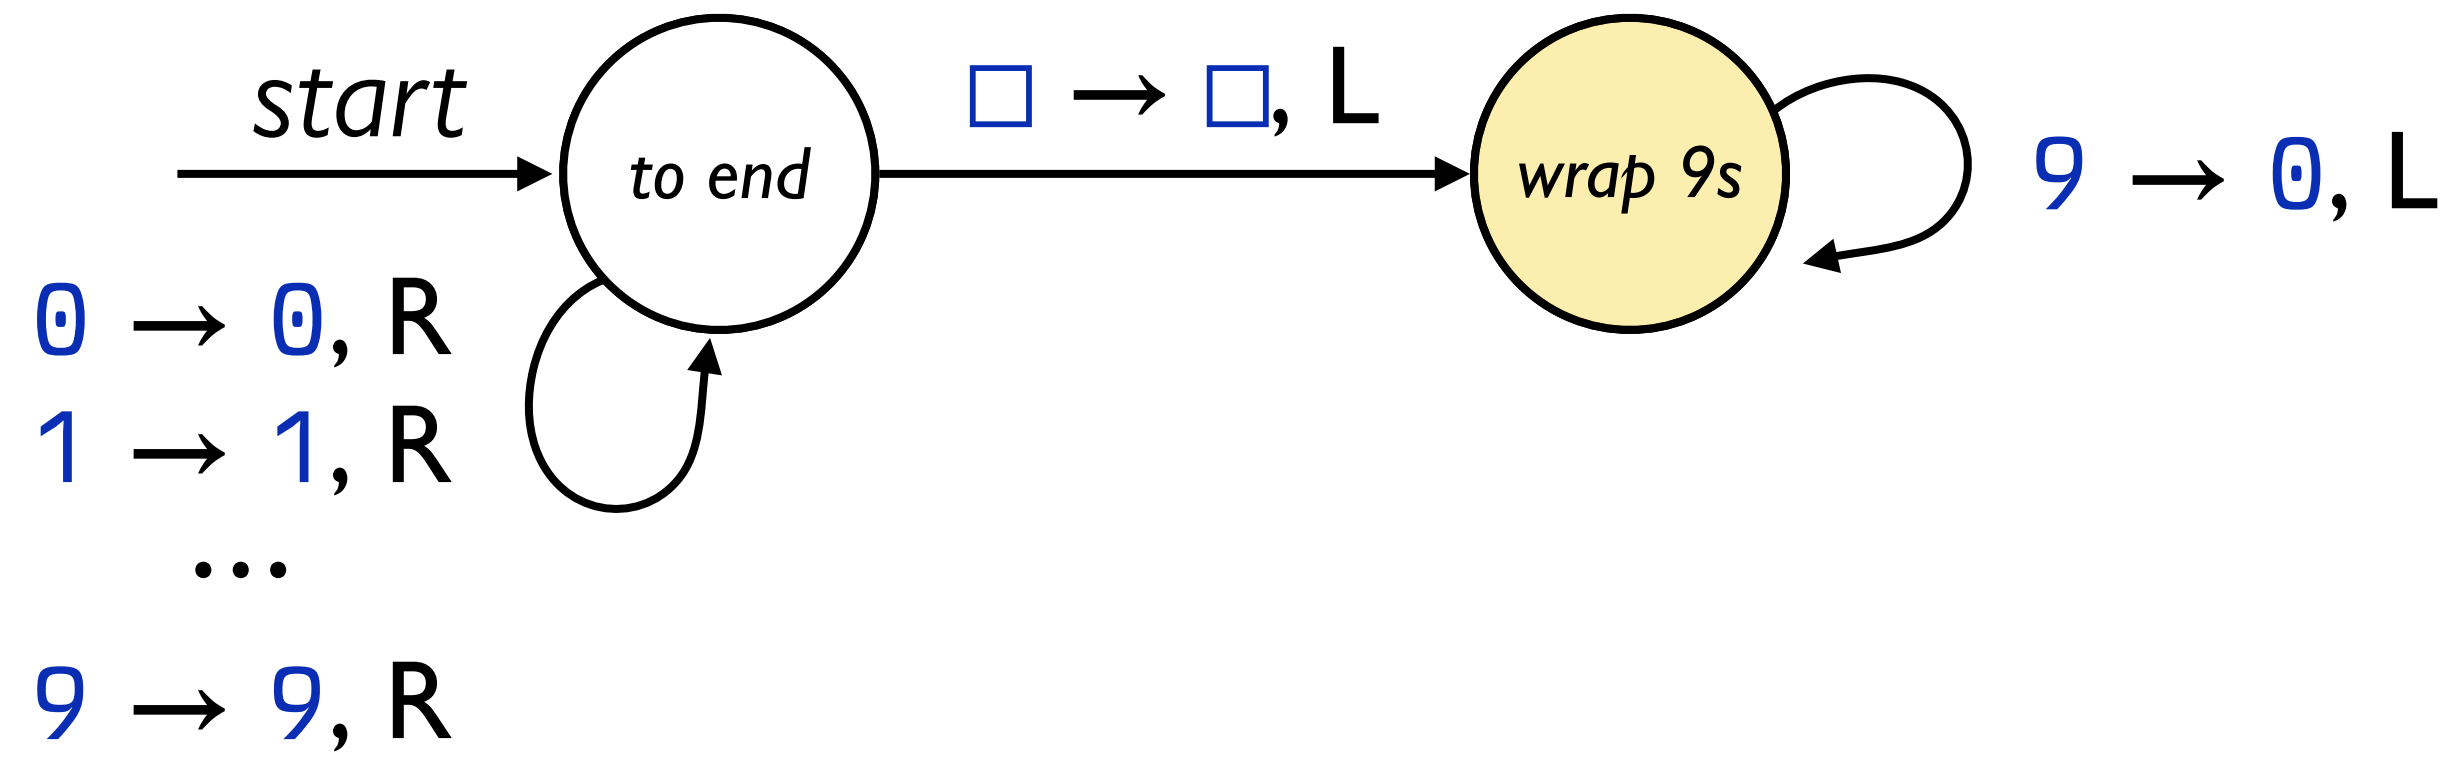 start
to end
□ → □, L
wrap 9s
9 → 0, L
0 → 0, R
1 → 1, R
...
9 → 9, R